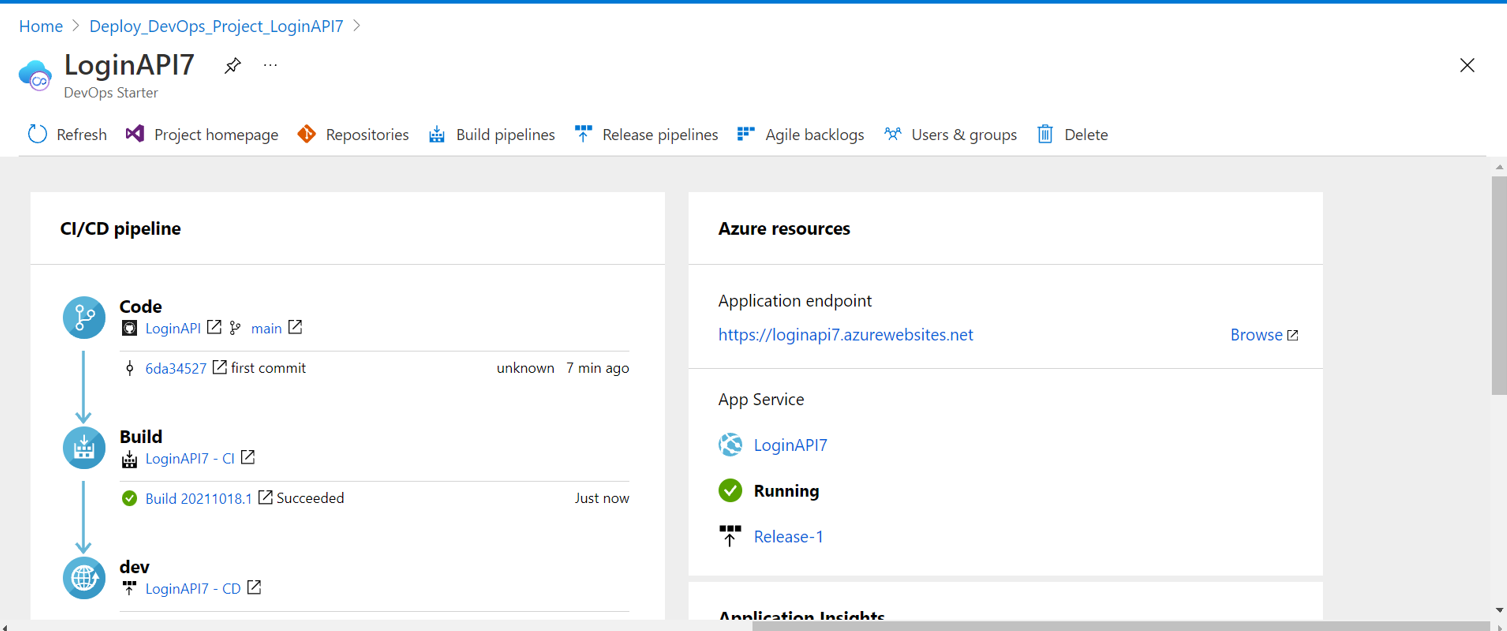 Home > Deploy_DevOps_Project_LoginAPI7 >
LoginAPI7 ...
DevOps Starter
Refresh Project homepage Repositories Build pipelines Release pipelines Agile backlogs Users & groups Delete
CI/CD pipeline
Code
LoginAPI main
6da34527 first commit unknown 7 min ago
Build
LoginAPI7 - CI
Build 20211018.1 Succeeded Just now
dev
LoginAPI7 - CD
Azure resources
Application endpoint
https://loginapi7.azurewebsites.net Browse
App Service
LoginAPI7
Running
Release-1
Application Insights